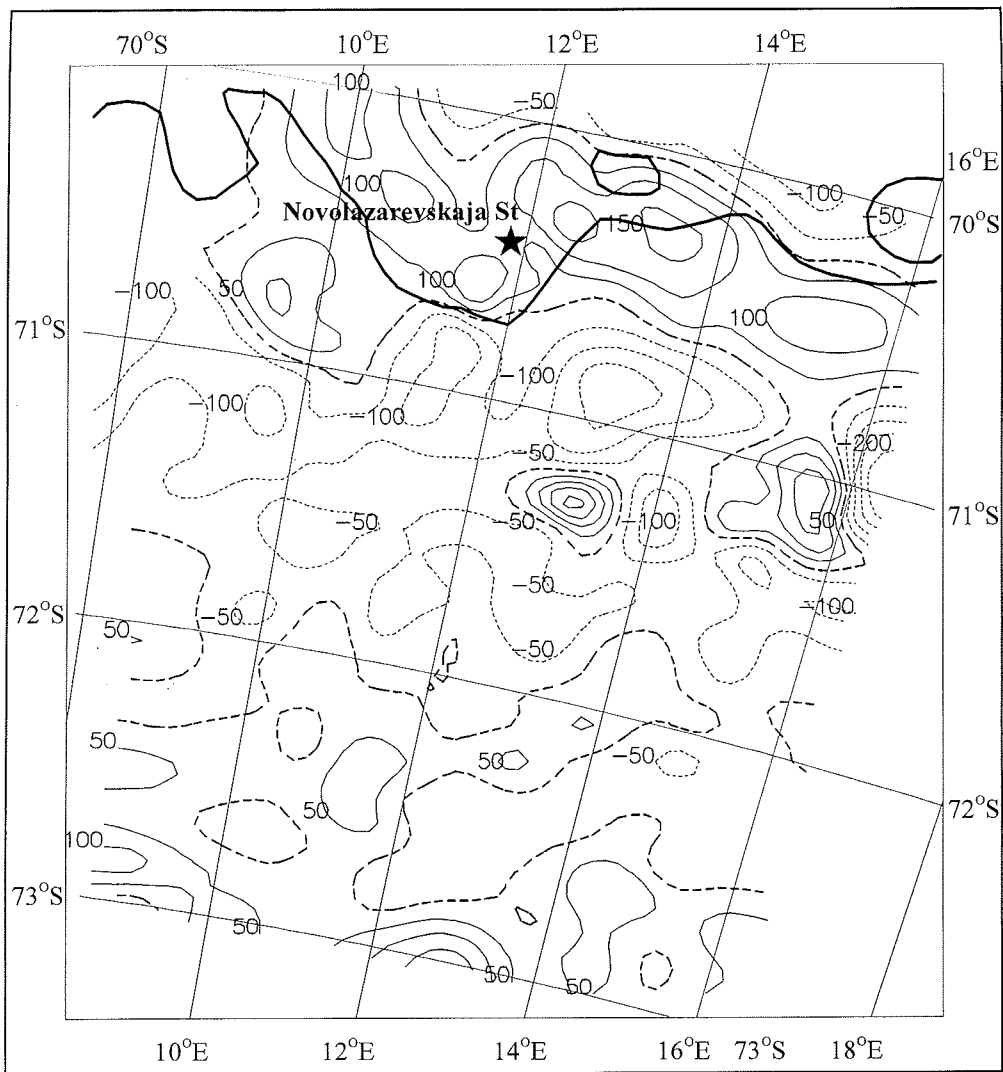 70°S 10°E 12°E 14°E
100 -50
16°E
100 -100
70°S
Novolazarevskaja St 150 -50
100
-100 50
71°S 100
-100
-100 -100
-200
-50
71°S
-50 -50 -100 50
-50
-100
72°S -50
50 -50
50 50 -50
72°S
50
100
73°S
50
50 50
10°E 12°E 14°E 16°E 73°S 18°E